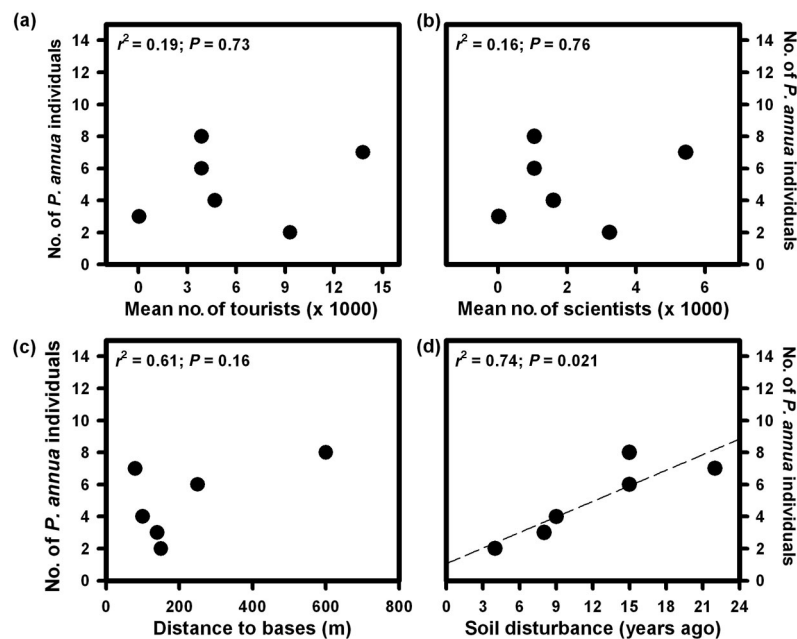 (a)
r² = 0.19; P = 0.73
No. of P. annua individuals
14
12
10
8
6
4
2
0
0 3 6 9 12 15
Mean no. of tourists (x 1000)
(b)
r² = 0.16; P = 0.76
14
12
10
8
6
4
2
0
No. of P. annua individuals
0 2 4 6
Mean no. of scientists (x 1000)
(c)
r² = 0.61; P = 0.16
No. of P. annua individuals
14
12
10
8
6
4
2
0
0 200 400 600 800
Distance to bases (m)
(d)
r² = 0.74; P = 0.021
14
12
10
8
6
4
2
0
No. of P. annua individuals
0 3 6 9 12 15 18 21 24
Soil disturbance (years ago)